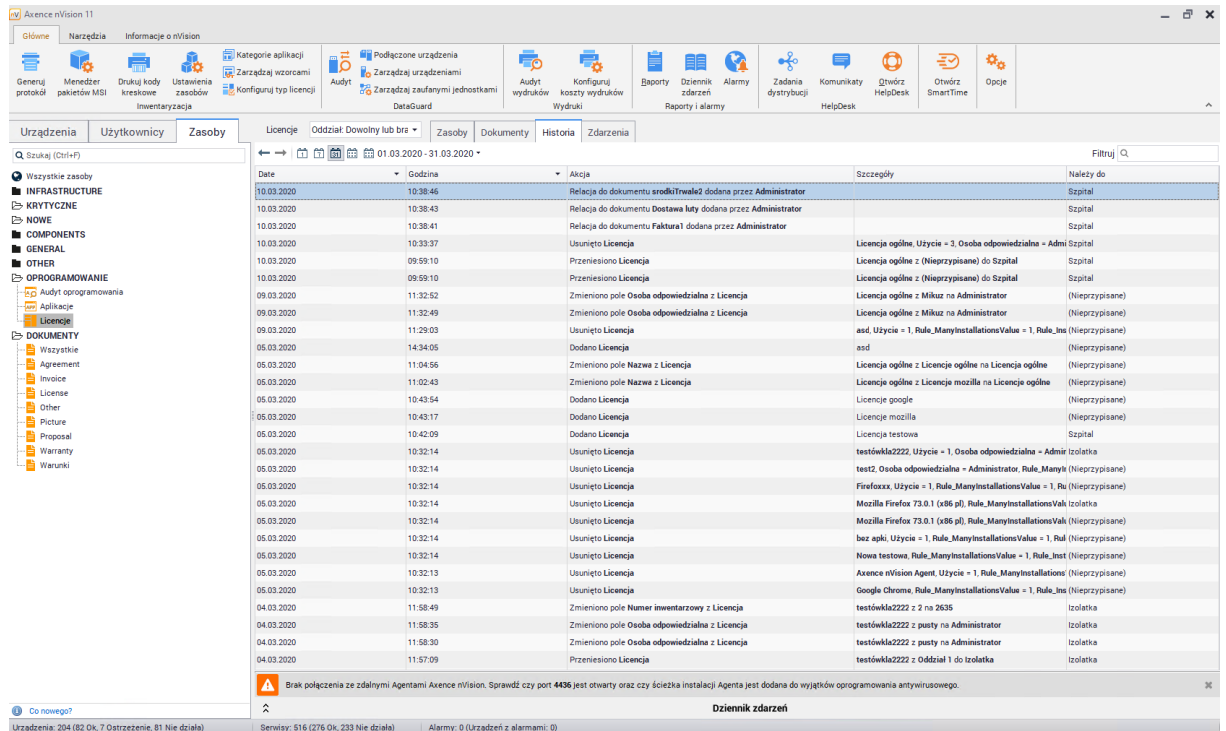 Axence nVision 11
Główne Narzędzia Informacje o nVision
Generuj protokół
Menedżer pakietów MSI
Drukuj kody kreskowe
Ustawienia zasobów
Kategorie aplikacji
Zarządzaj wzorcami
Konfiguruj typ licencji
Inwentaryzacja
Audyt
Podłączone urządzenia
Zarządzaj urządzeniami
Zarządzaj zaufanymi jednostkami
DataGuard
Audyt wydruków
Konfiguruj koszty wydruków
Wydruki
Raporty
Dziennik zdarzeń
Alarmy
Raporty i alarmy
Zadania dystrybucji
Komunikaty
Otwórz HelpDesk
HelpDesk
Otwórz SmartTime
Opcje
Urządzenia Użytkownicy Zasoby
Szukaj (Ctrl+F)
Wszystkie zasoby
INFRASTRUCTURE
KRYTYCZNE
NOWE
COMPONENTS
GENERAL
OTHER
OPROGRAMOWANIE
Audyt oprogramowania
Aplikacje
Licencje
DOKUMENTY
Wszystkie
Agreement
Invoice
License
Other
Picture
Proposal
Warranty
Warunki
Co nowego?
Licencje Oddział: Dowolny lub bra Zasoby Dokumenty Historia Zdarzenia
01.03.2020 - 31.03.2020 Filtruj
Date Godzina Akcja Szczegóły Należy do
10.03.2020 10:38:46 Relacja do dokumentu srodkiTrwale2 dodana przez Administrator Szpital
10.03.2020 10:38:43 Relacja do dokumentu Dostawa luty dodana przez Administrator Szpital
10.03.2020 10:38:41 Relacja do dokumentu Faktura1 dodana przez Administrator Szpital
10.03.2020 10:33:37 Usunięto Licencja Licencja ogólne, Użycie = 3, Osoba odpowiedzialna = Admi Szpital
10.03.2020 09:59:10 Przeniesiono Licencja Licencja ogólne z (Nieprzypisane) do Szpital Szpital
10.03.2020 09:59:10 Przeniesiono Licencja Licencja ogólne z (Nieprzypisane) do Szpital Szpital
09.03.2020 11:32:52 Zmieniono pole Osoba odpowiedzialna z Licencja Licencja ogólne z Mikuz na Administrator (Nieprzypisane)
09.03.2020 11:32:49 Zmieniono pole Osoba odpowiedzialna z Licencja Licencja ogólne z Mikuz na Administrator (Nieprzypisane)
09.03.2020 11:29:03 Usunięto Licencja asd, Użycie = 1, Rule_ManyInstallationsValue = 1, Rule_Ins (Nieprzypisane)
05.03.2020 14:34:05 Dodano Licencja asd (Nieprzypisane)
05.03.2020 11:04:56 Zmieniono pole Nazwa z Licencja Licencja ogólne z Licencje ogólne na Licencja ogólne (Nieprzypisane)
05.03.2020 11:02:43 Zmieniono pole Nazwa z Licencja Licencje ogólne z Licencje mozilla na Licencje ogólne (Nieprzypisane)
05.03.2020 10:43:54 Dodano Licencja Licencje google (Nieprzypisane)
05.03.2020 10:43:17 Dodano Licencja Licencje mozilla (Nieprzypisane)
05.03.2020 10:42:09 Dodano Licencja Licencja testowa Szpital
05.03.2020 10:32:14 Usunięto Licencja testówkla2222, Użycie = 1, Osoba odpowiedzialna = Admir Izolatka
05.03.2020 10:32:14 Usunięto Licencja test2, Osoba odpowiedzialna = Administrator, Rule_ManyIr (Nieprzypisane)
05.03.2020 10:32:14 Usunięto Licencja Firefoxxx, Użycie = 1, Rule_ManyInstallationsValue = 1, Ru (Nieprzypisane)
05.03.2020 10:32:14 Usunięto Licencja Mozilla Firefox 73.0.1 (x86 pl), Rule_ManyInstallationsValu Izolatka
05.03.2020 10:32:14 Usunięto Licencja Mozilla Firefox 73.0.1 (x86 pl), Rule_ManyInstallationsValu (Nieprzypisane)
05.03.2020 10:32:14 Usunięto Licencja bez apki, Użycie = 1, Rule_ManyInstallationsValue = 1, Rul (Nieprzypisane)
05.03.2020 10:32:14 Usunięto Licencja Nowa testowa, Rule_ManyInstallationsValue = 1, Rule_Inst (Nieprzypisane)
05.03.2020 10:32:13 Usunięto Licencja Axence nVision Agent, Użycie = 1, Rule_ManyInstallations (Nieprzypisane)
05.03.2020 10:32:13 Usunięto Licencja Google Chrome, Rule_ManyInstallationsValue = 1, Rule_Ins (Nieprzypisane)
04.03.2020 11:58:49 Zmieniono pole Numer inwentarzowy z Licencja testówkla2222 z 2 na 2635 Izolatka
04.03.2020 11:58:35 Zmieniono pole Osoba odpowiedzialna z Licencja testówkla2222 z pusty na Administrator Izolatka
04.03.2020 11:58:30 Zmieniono pole Osoba odpowiedzialna z Licencja testówkla2222 z pusty na Administrator Izolatka
04.03.2020 11:57:09 Przeniesiono Licencja testówkla2222 z Oddział 1 do Izolatka Izolatka
Brak połączenia ze zdalnymi Agentami Axence nVision. Sprawdź czy port 4436 jest otwarty oraz czy ścieżka instalacji Agenta jest dodana do wyjątków oprogramowania antywirusowego.
Dziennik zdarzeń
Urządzenia: 204 (82 Ok, 7 Ostrzeżenie, 81 Nie działa) Serwisy: 516 (276 Ok, 233 Nie działa) Alarmy: 0 (Urządzeń z alarmami: 0)